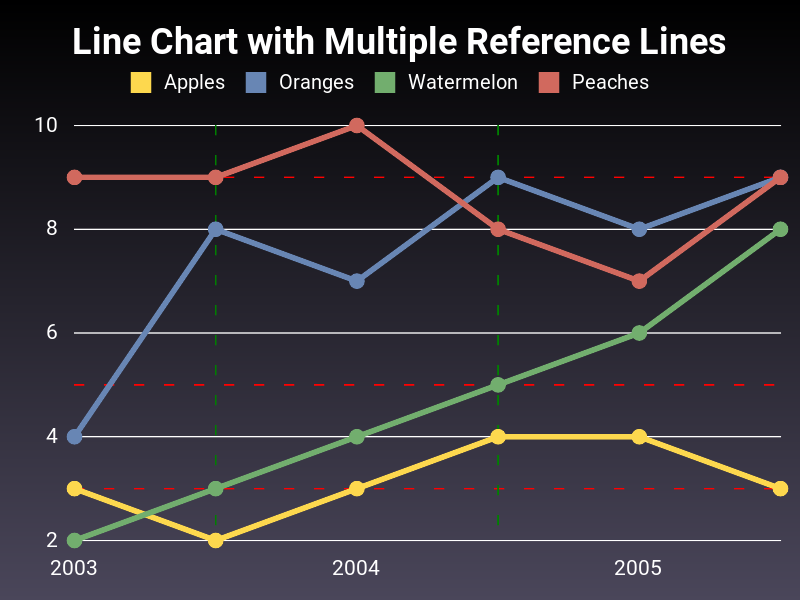 Line Chart with Multiple Reference Lines
Apples Oranges Watermelon Peaches
10
8
6
4
2
2003 2004 2005